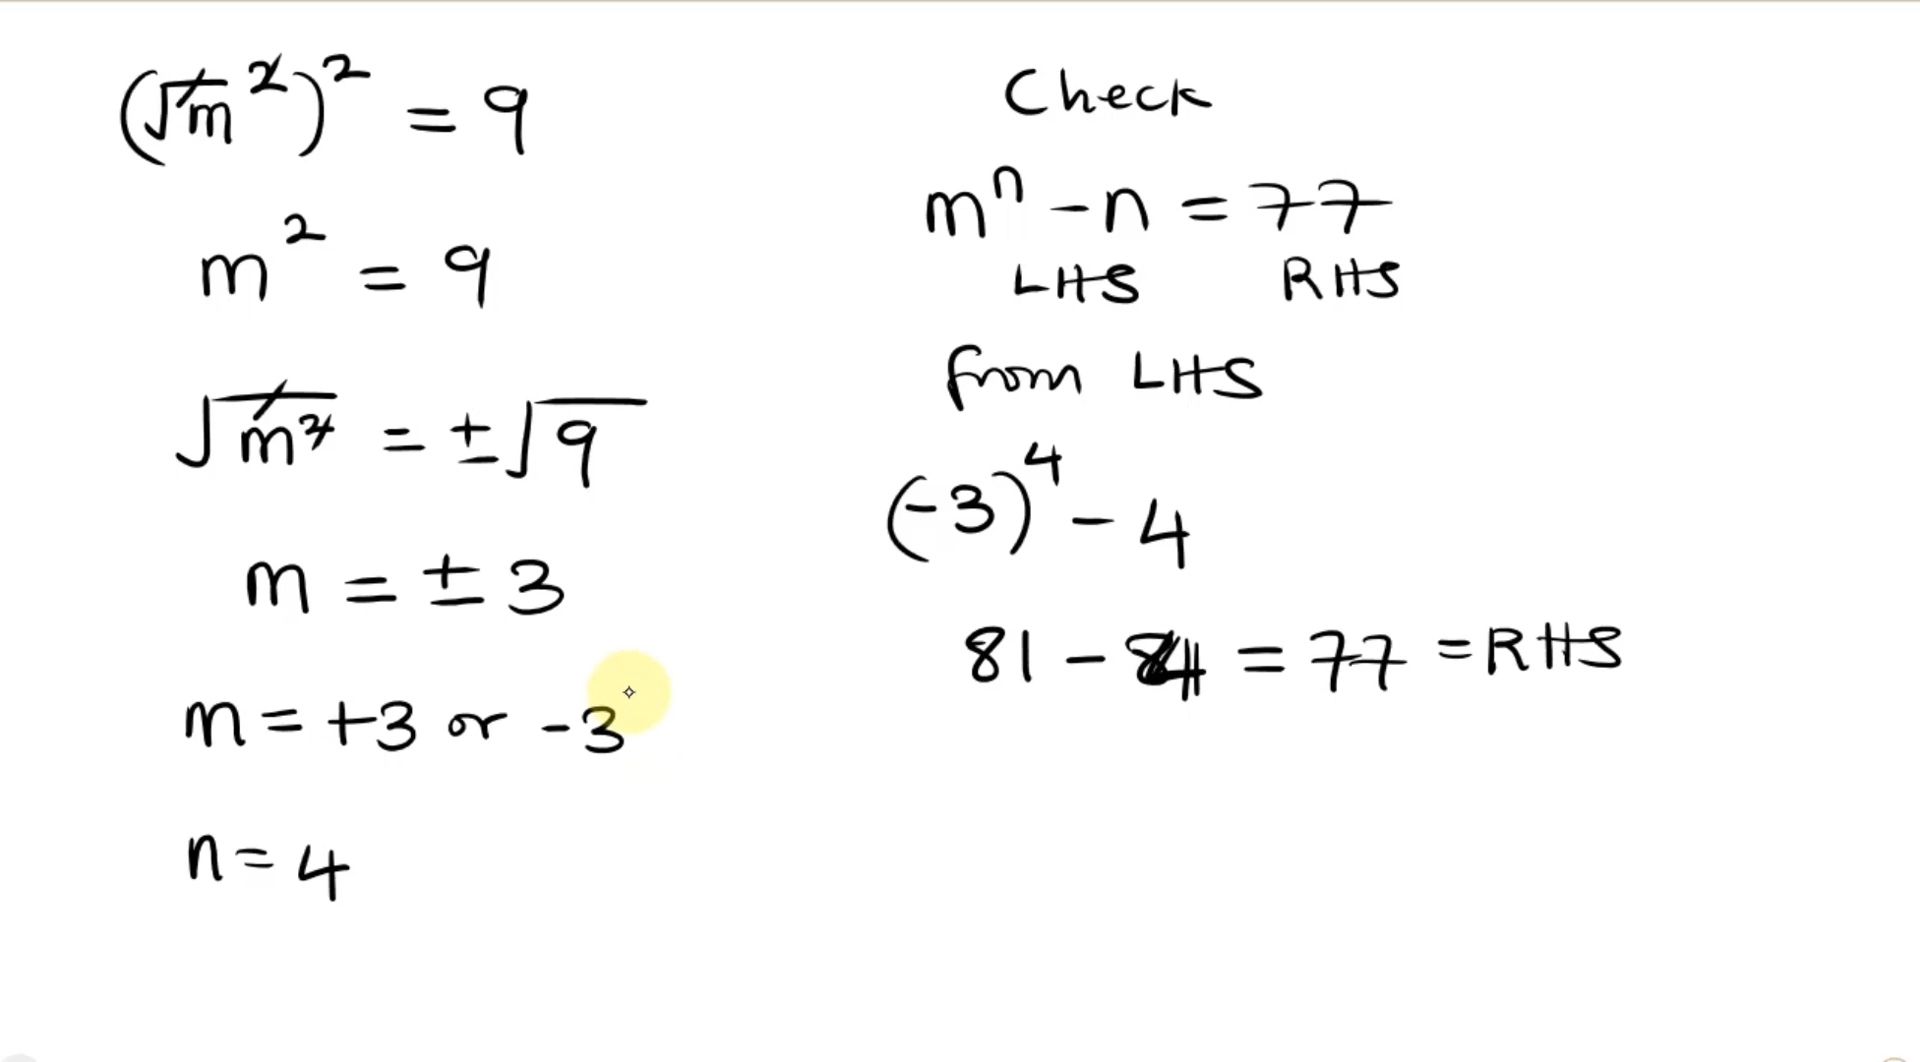 (√m²)² = 9
m² = 9
√m² = ±√9
m = ±3
m = +3 or -3
n = 4
Check
mⁿ - n = 77
LHS RHS
from LHS
(-3)⁴ - 4
81 - 4 = 77 = RHS